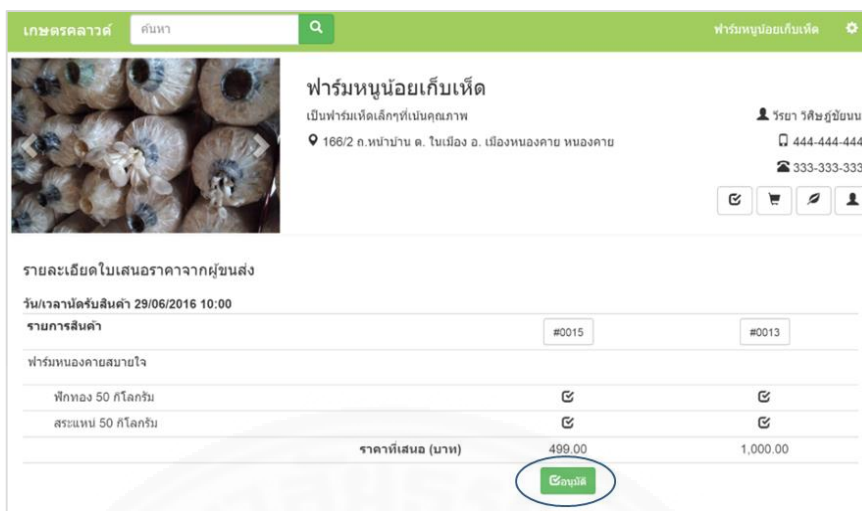 เกษตรคลาวด์ ค้นหา ฟาร์มหนูน้อยเก็บเห็ด
ฟาร์มหนูน้อยเก็บเห็ด
เป็นฟาร์มเห็ดเล็กๆที่เน้นคุณภาพ วีรยา วิศิษฎ์ชัยนน
166/2 ถ.หน้าบ้าน ต. ในเมือง อ. เมืองหนองคาย หนองคาย 444-444-444
333-333-333
รายละเอียดใบเสนอราคาจากผู้ขนส่ง
วัน/เวลานัดรับสินค้า 29/06/2016 10:00
รายการสินค้า #0015 #0013
ฟาร์มหนองคายสบายใจ
ฟักทอง 50 กิโลกรัม
สระแหน่ 50 กิโลกรัม
ราคาที่เสนอ (บาท) 499.00 1,000.00
อนุมัติ